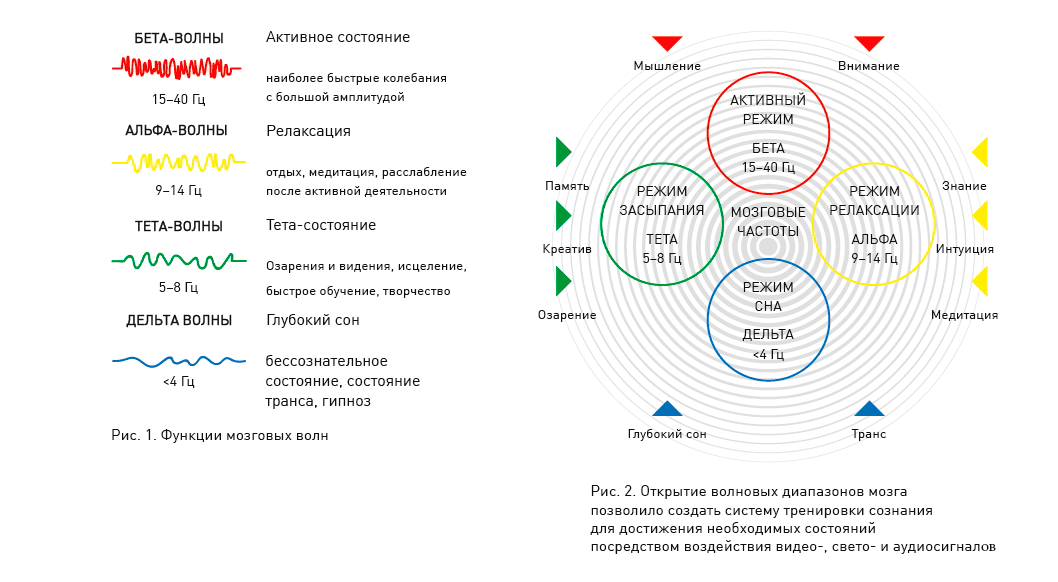 БЕТА-ВОЛНЫ
Активное состояние
наиболее быстрые колебания
с большой амплитудой
15–40 Гц
АЛЬФА-ВОЛНЫ
Релаксация
отдых, медитация, расслабление
после активной деятельности
9–14 Гц
ТЕТА-ВОЛНЫ
Тета-состояние
Озарения и видения, исцеление,
быстрое обучение, творчество
5–8 Гц
ДЕЛЬТА ВОЛНЫ
Глубокий сон
бессознательное
состояние, состояние
транса, гипноз
<4 Гц
Рис. 1. Функции мозговых волн
Мышление
Внимание
АКТИВНЫЙ
РЕЖИМ
БЕТА
15–40 Гц
Память
Креатив
Озарение
РЕЖИМ
ЗАСЫПАНИЯ
ТЕТА
5–8 Гц
МОЗГОВЫЕ
ЧАСТОТЫ
РЕЖИМ
РЕЛАКСАЦИИ
АЛЬФА
9–14 Гц
Знание
Интуиция
Медитация
РЕЖИМ
СНА
ДЕЛЬТА
<4 Гц
Глубокий сон
Транс
Рис. 2. Открытие волновых диапазонов мозга
позволило создать систему тренировки сознания
для достижения необходимых состояний
посредством воздействия видео-, свето- и аудиосигналов